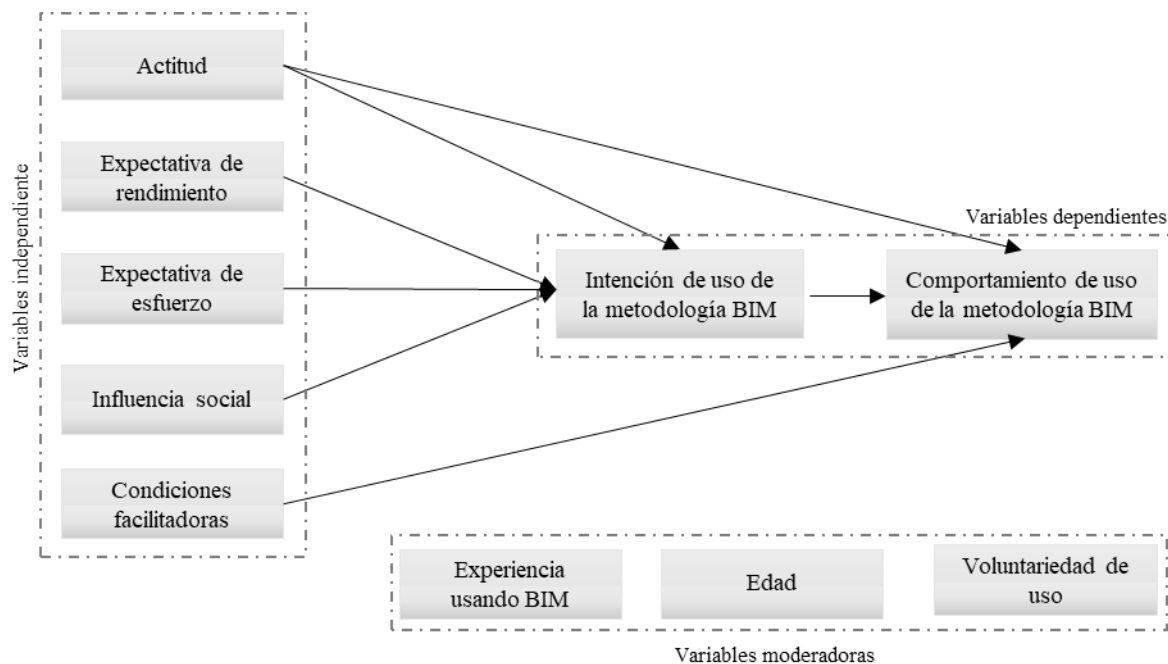 Variables independiente
Actitud
Expectativa de
rendimiento
Expectativa de
esfuerzo
Influencia social
Condiciones
facilitadoras
Variables dependientes
Intención de uso de
la metodología BIM
Comportamiento de uso
de la metodología BIM
Experiencia
usando BIM
Edad
Voluntariedad de
uso
Variables moderadoras